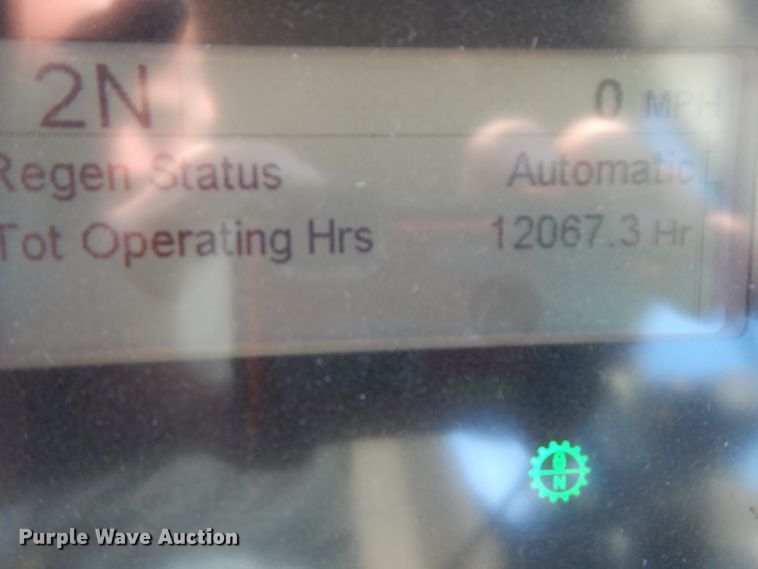 2N 0 MPH
Regen Status Automatic
Tot Operating Hrs 12067.3 Hr
Purple Wave Auction